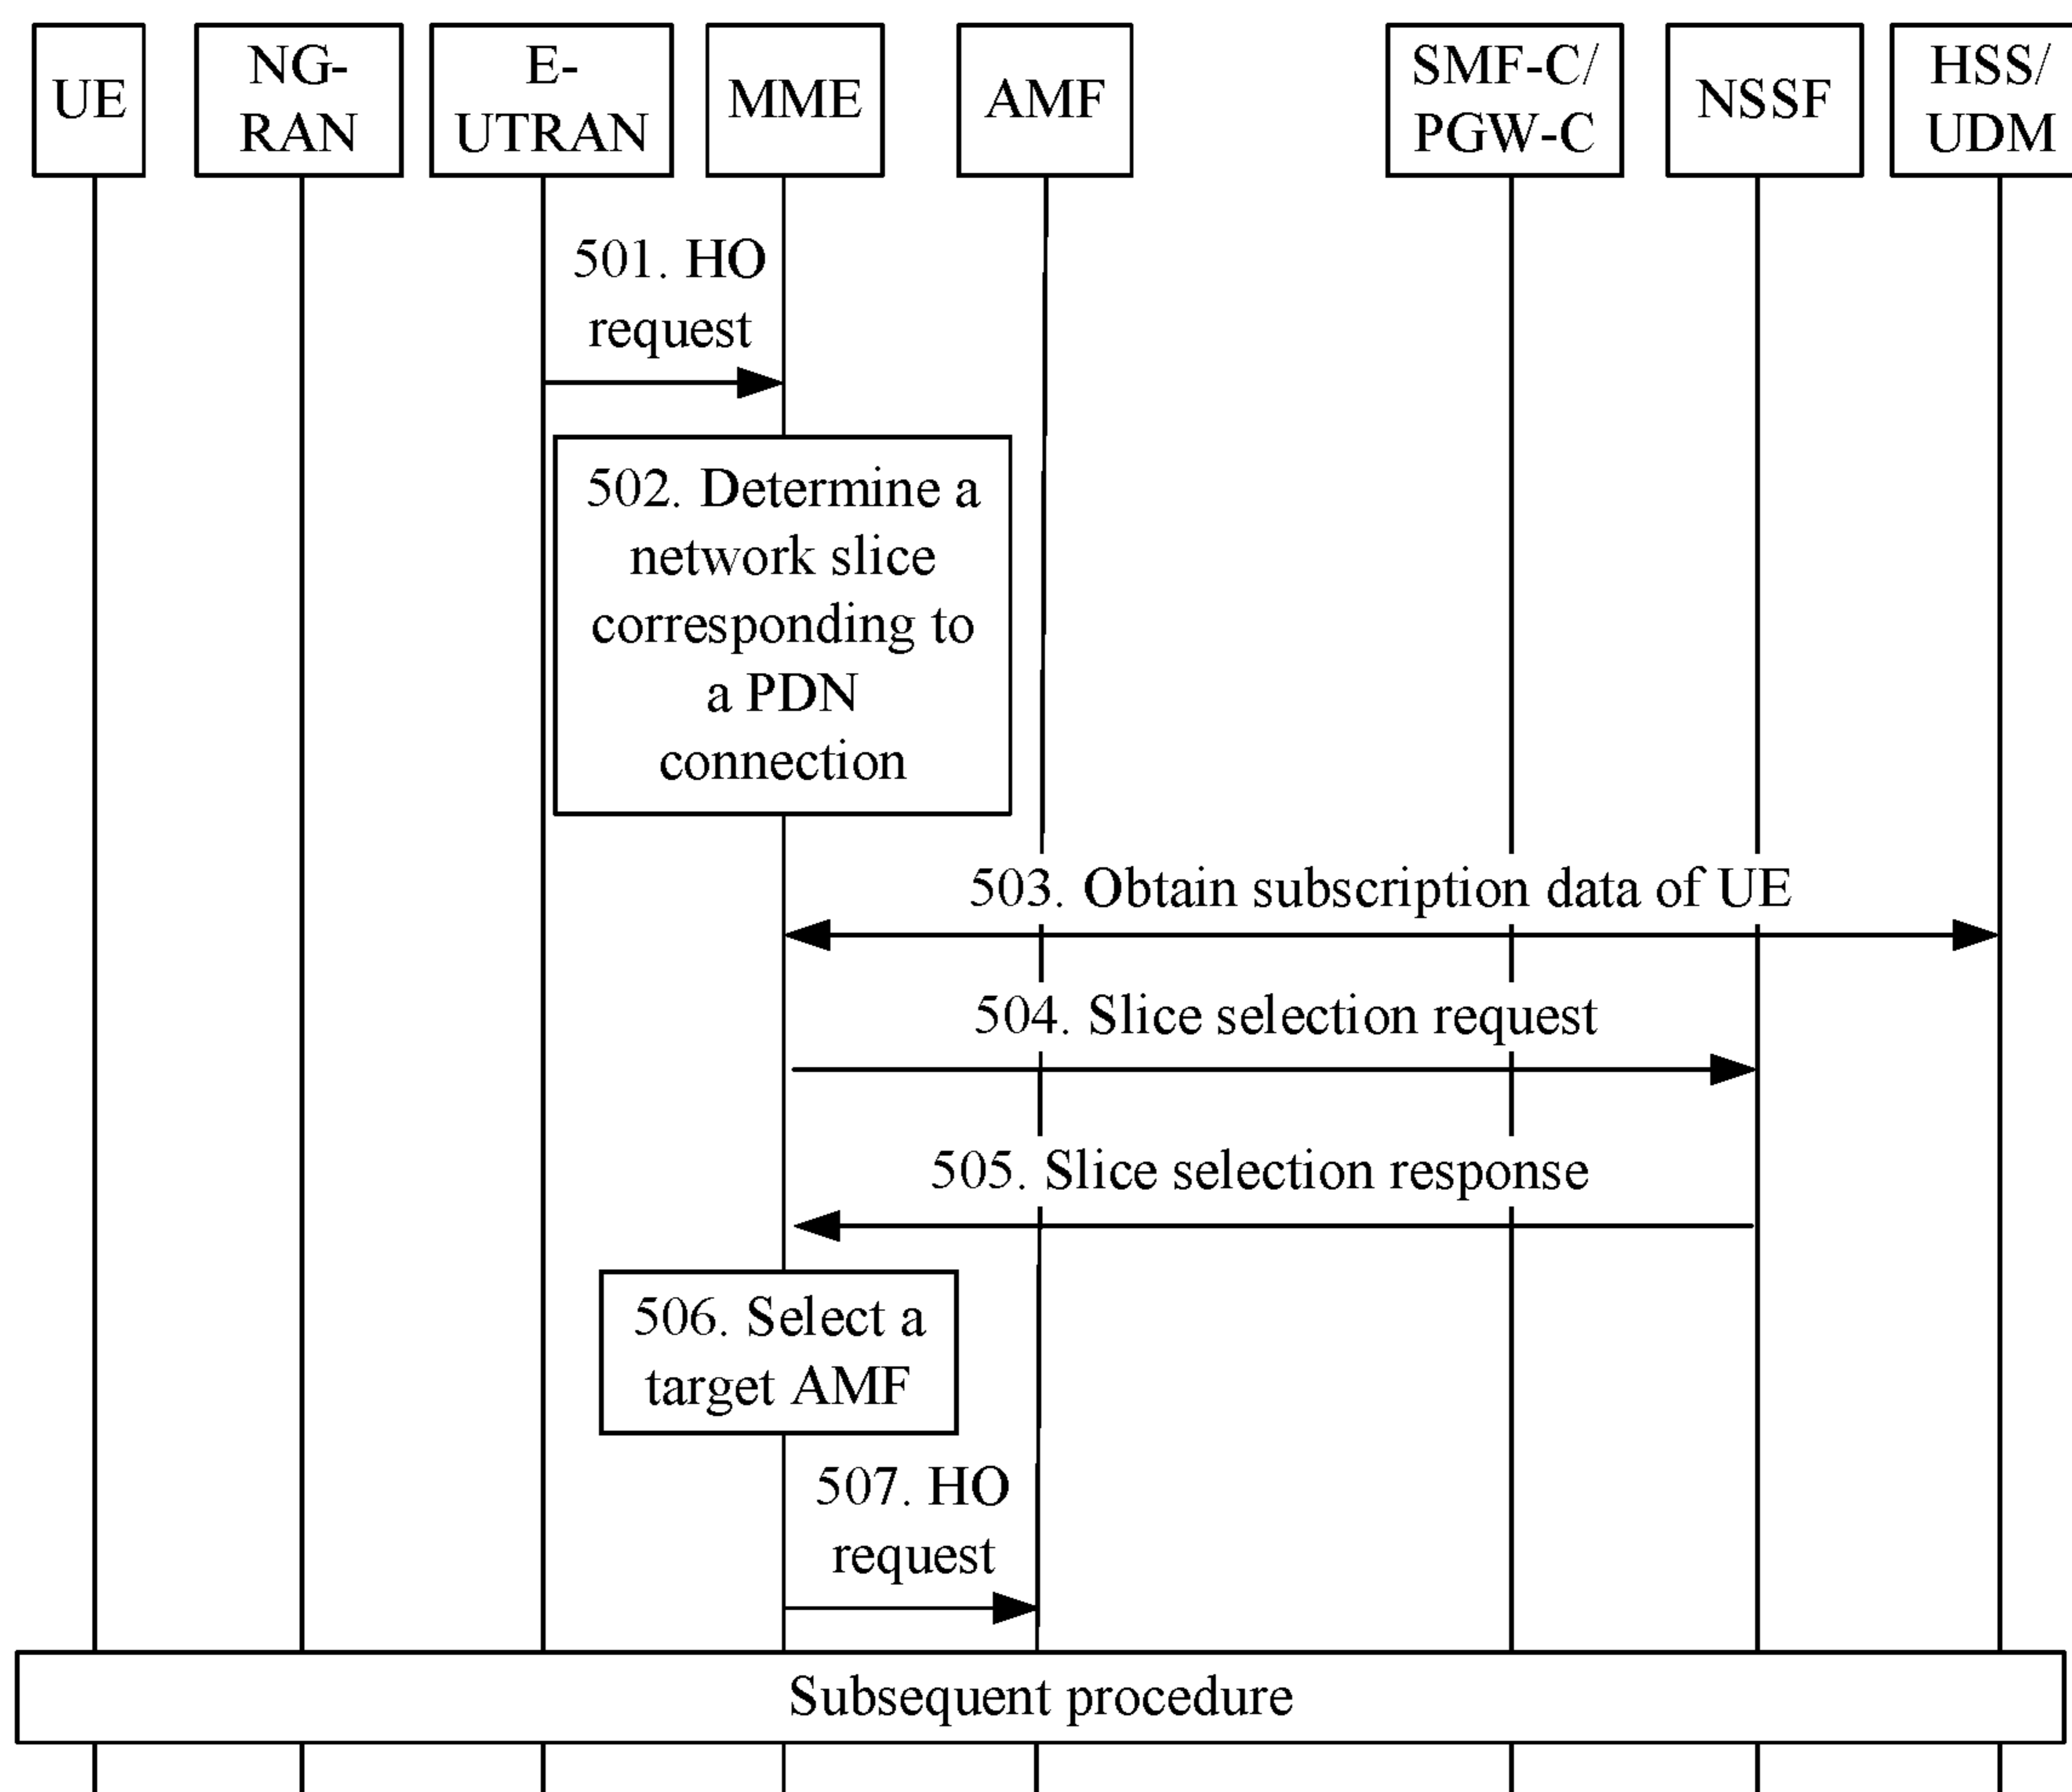 UE
NG-
RAN
E-
UTRAN
MME
AMF
SMF-C/
PGW-C
NSSF
HSS/
UDM
501. HO
request
502. Determine a
network slice
corresponding to
a PDN
connection
503. Obtain subscription data of UE
504. Slice selection request
505. Slice selection response
506. Select a
target AMF
507. HO
request
Subsequent procedure